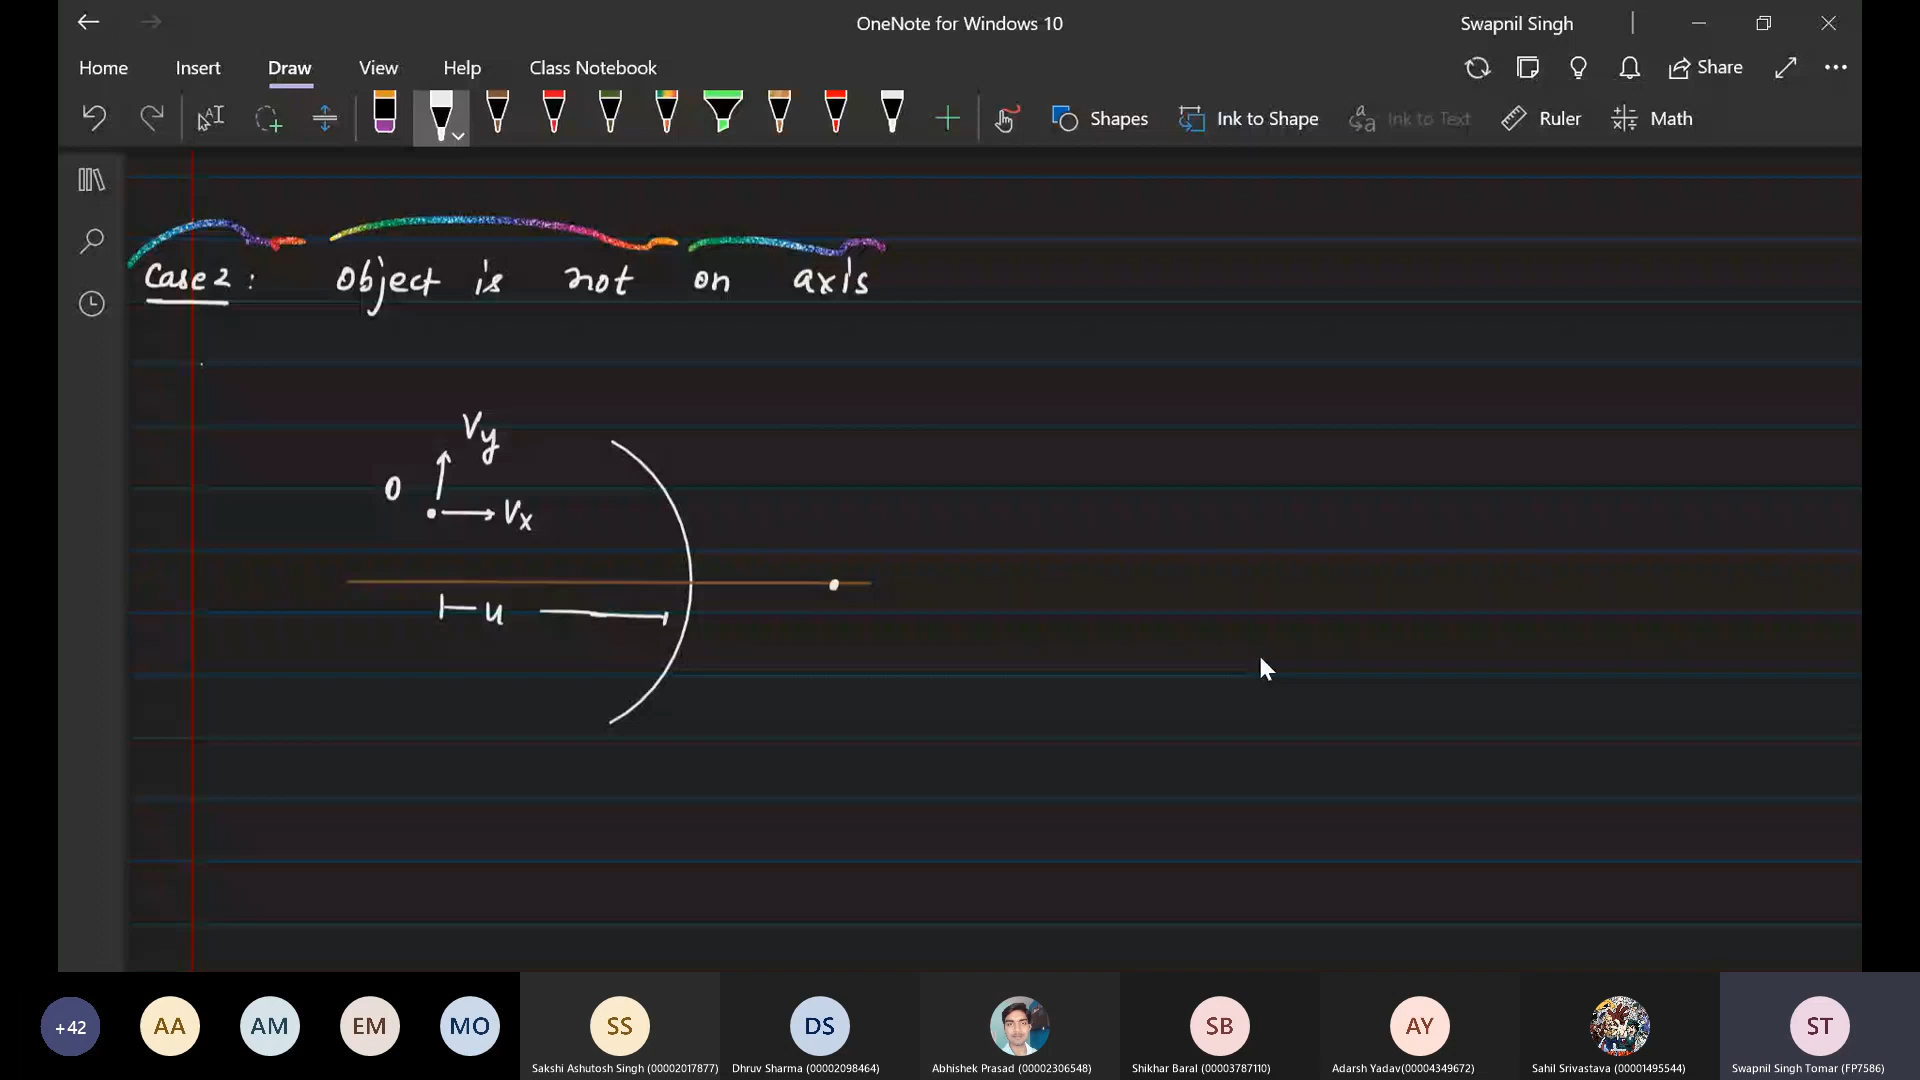 OneNote for Windows 10
Swapnil Singh
Home Insert Draw View Help Class Notebook
Share
Shapes Ink to Shape Ink to Text Ruler Math
Case 2 : object is not on axis
Vy
O
Vx
u
+42 AA AM EM MO SS DS SB AY ST
Sakshi Ashutosh Singh (00002017877) Dhruv Sharma (00002098464) Abhishek Prasad (00002306548) Shikhar Baral (00003787110) Adarsh Yadav(00004349672) Sahil Srivastava (00001495544) Swapnil Singh Tomar (FP7586)